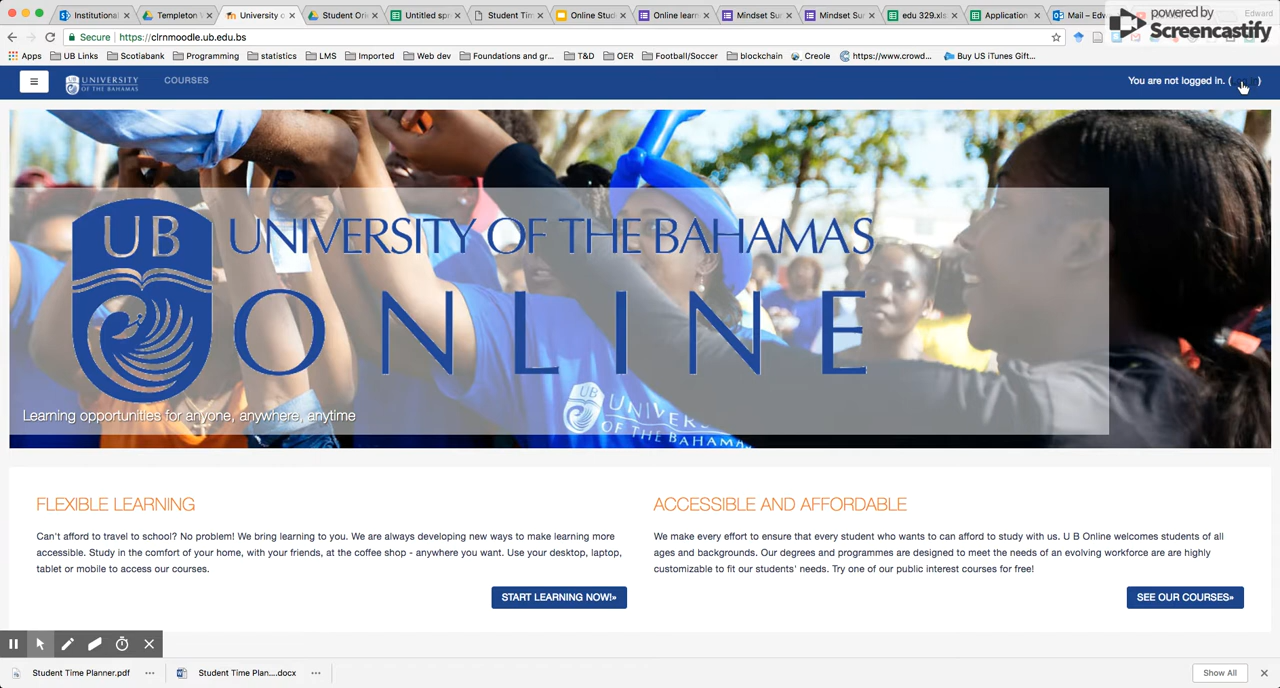 Institutional
Templeton
University o
Student Ori
Untitled spr
Student Tim
Online Stud
Online learn
Mindset Sur
Mindset Sur
edu 329.xls
Application
Mail – Edw
Edward
powered by
Screencastify
Secure
https://clrnmoodle.ub.edu.bs
Apps
UB Links
Scotiabank
Programming
statistics
LMS
Imported
Web dev
Foundations and gr...
T&D
OER
Football/Soccer
blockchain
Creole
https://www.crowd...
Buy US iTunes Gift...
UNIVERSITY
OF THE BAHAMAS
COURSES
You are not logged in. ( )
UB
UNIVERSITY OF THE BAHAMAS
ONLINE
Learning opportunities for anyone, anywhere, anytime
UB
UNIVERS
OF THE BAHAMA
FLEXIBLE LEARNING
Can't afford to travel to school? No problem! We bring learning to you. We are always developing new ways to make learning more
accessible. Study in the comfort of your home, with your friends, at the coffee shop - anywhere you want. Use your desktop, laptop,
tablet or mobile to access our courses.
START LEARNING NOW!»
ACCESSIBLE AND AFFORDABLE
We make every effort to ensure that every student who wants to can afford to study with us. U B Online welcomes students of all
ages and backgrounds. Our degrees and programmes are designed to meet the needs of an evolving workforce are are highly
customizable to fit our students' needs. Try one of our public interest courses for free!
SEE OUR COURSES»
Student Time Planner.pdf
Student Time Plan....docx
Show All